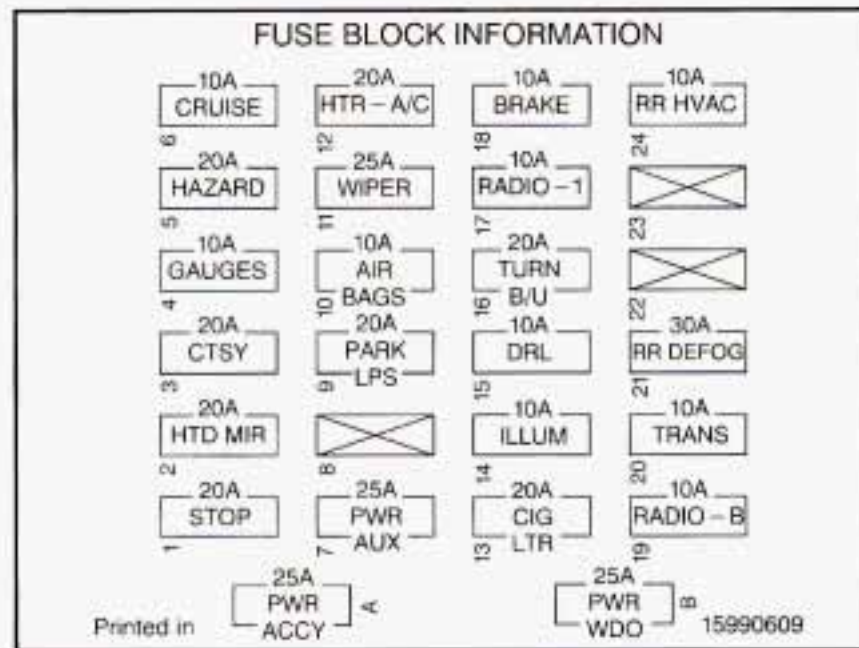 FUSE BLOCK INFORMATION
10A 20A 10A 10A
CRUISE HTR – A/C BRAKE RR HVAC
6 12 18 24
20A 25A 10A
HAZARD WIPER RADIO – 1
5 11 17 23
10A 10A 20A
GAUGES AIR TURN
BAGS B/U
4 10 16 22
20A 20A 10A 30A
CTSY PARK DRL RR DEFOG
LPS
3 9 15 21
20A 10A 10A
HTD MIR ILLUM TRANS
2 8 14 20
20A 25A 20A 10A
STOP PWR CIG RADIO – B
AUX LTR
1 7 13 19
25A 25A
PWR A PWR B
ACCY WDO
Printed in 15990609